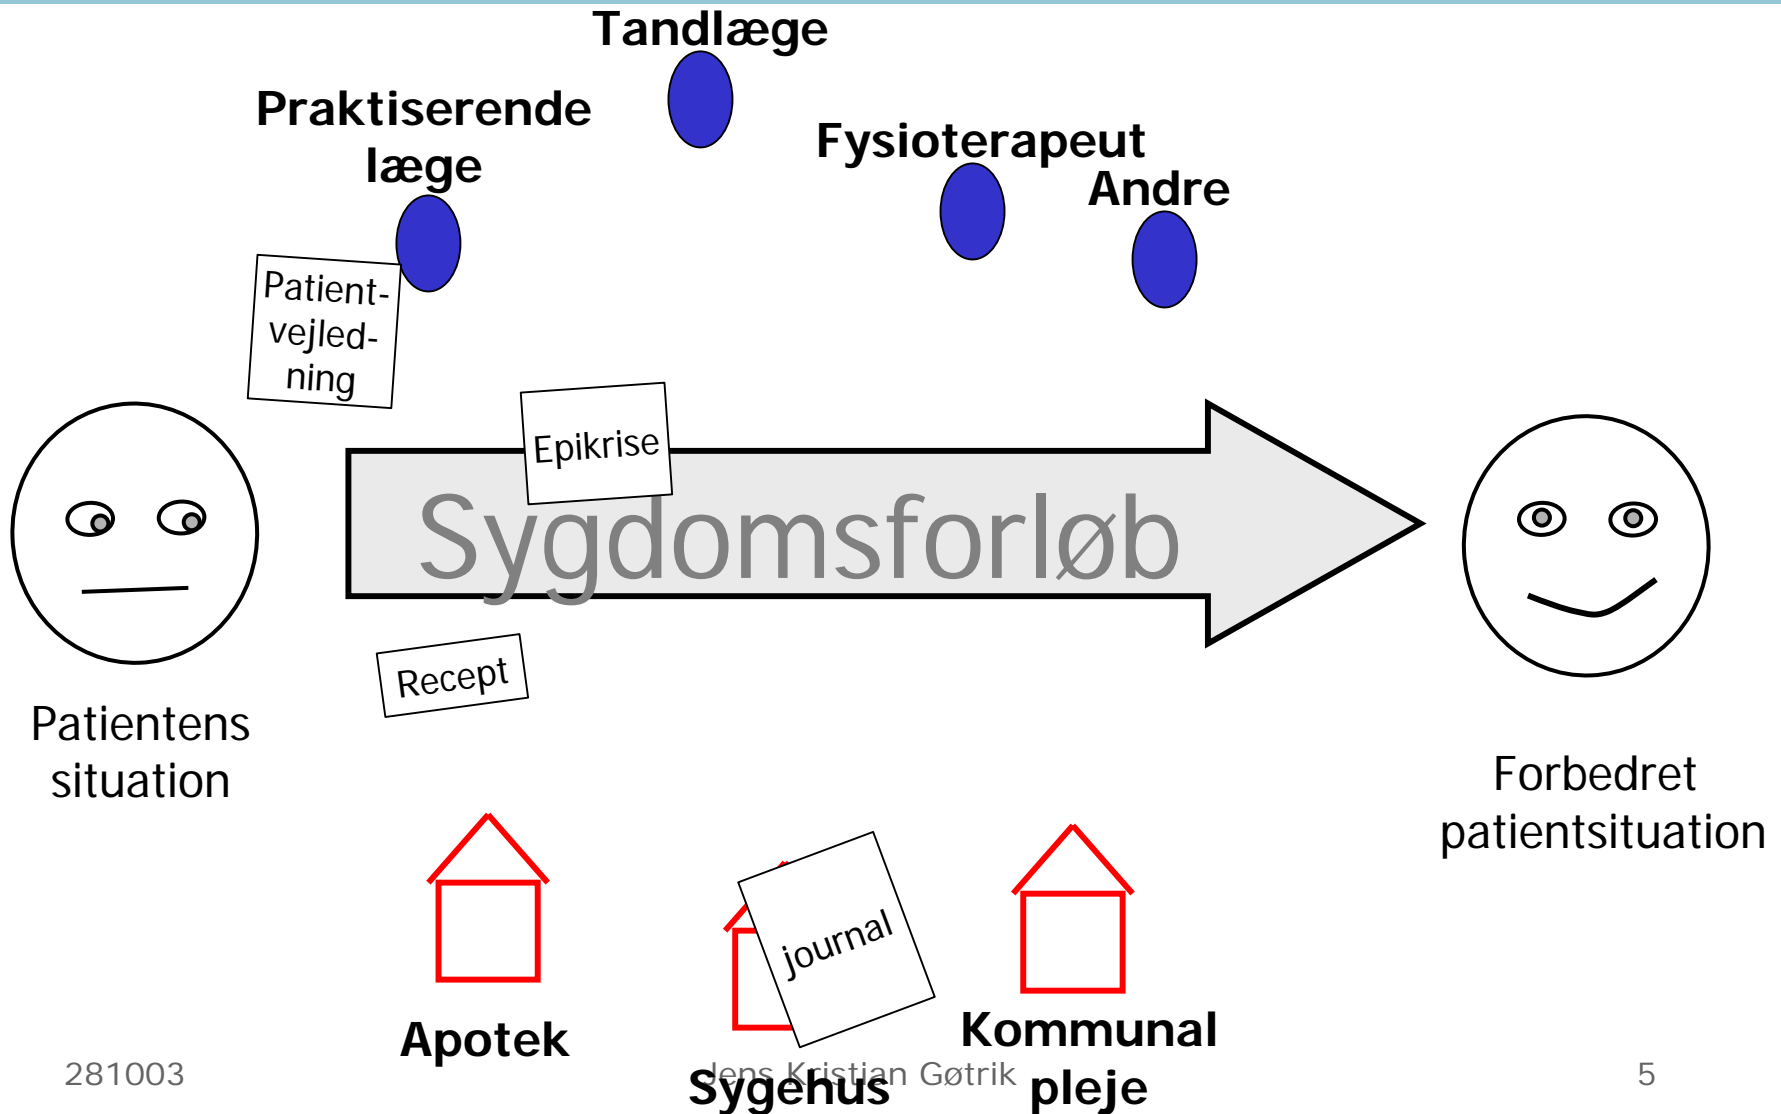 Tandlæge
Praktiserende
læge
Fysioterapeut
Andre
Patient-
vejled-
ning
Epikrise
Sygdomsforløb
Recept
Patientens
situation
Forbedret
patientsituation
journal
Apotek
Sygehus
Kommunal
pleje
281003
Jens Kristian Gøtrik
5